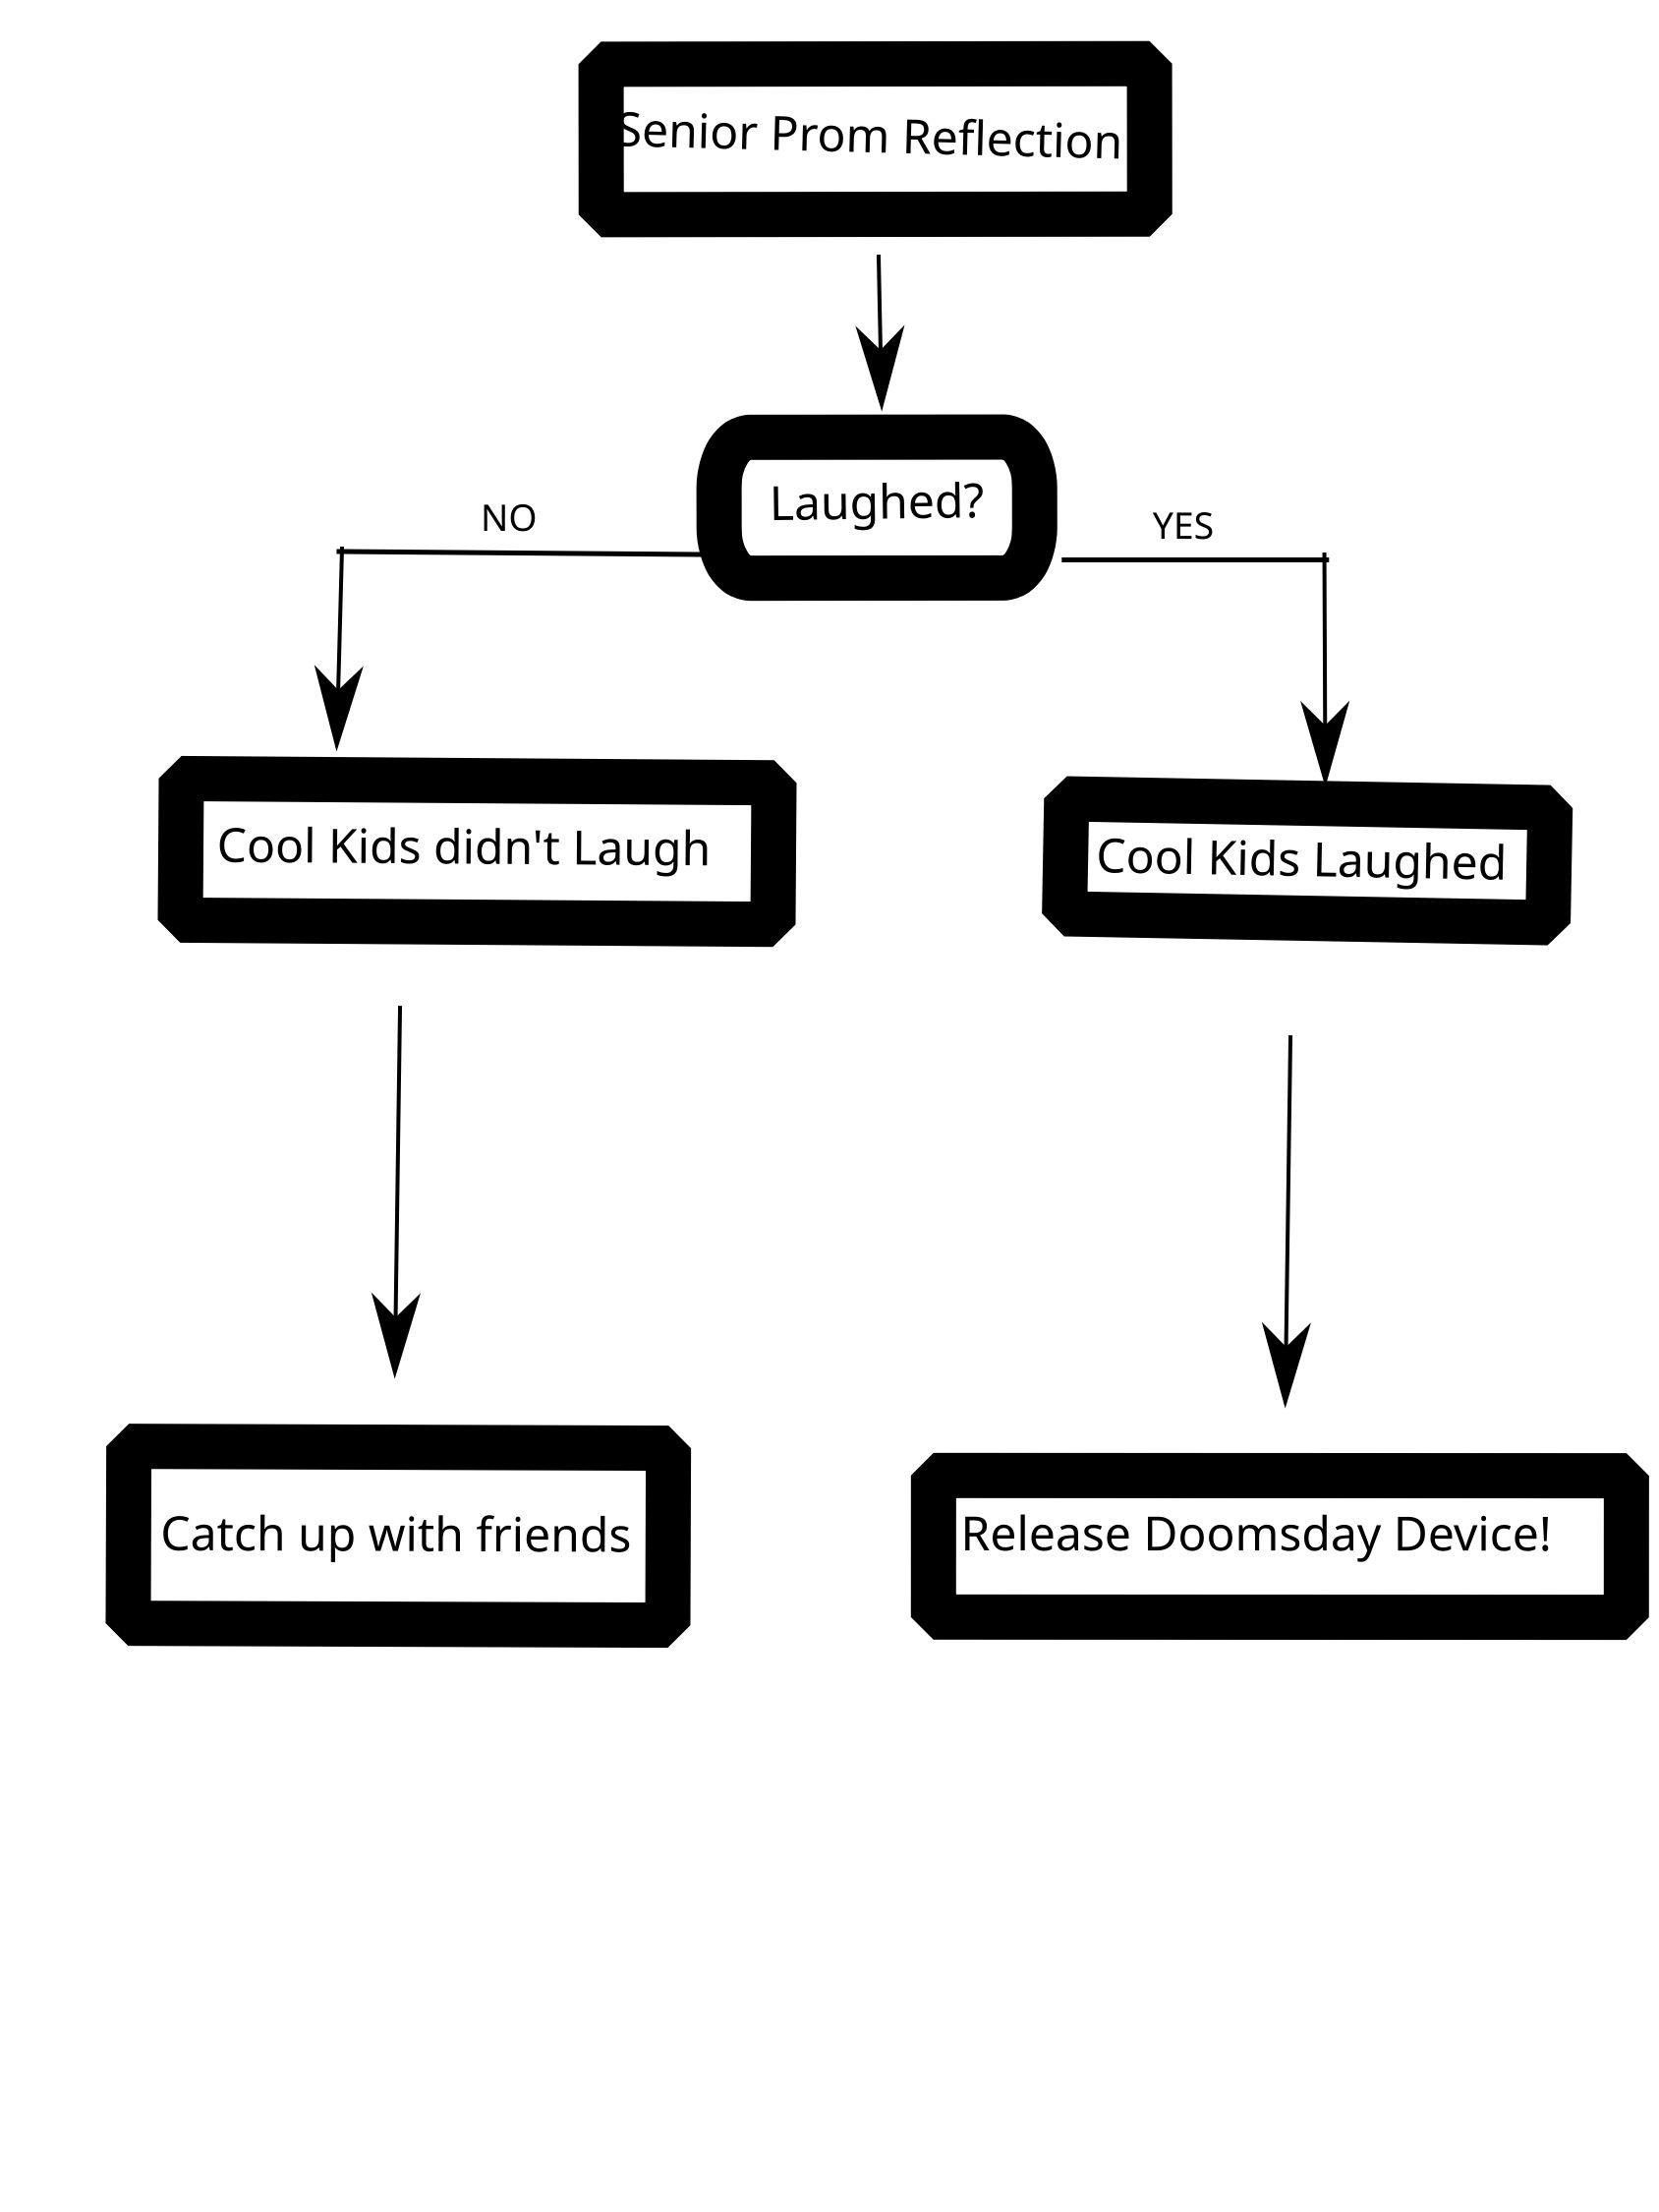 Senior Prom Reflection
Laughed?
NO
YES
Cool Kids didn't Laugh
Cool Kids Laughed
Catch up with friends
Release Doomsday Device!